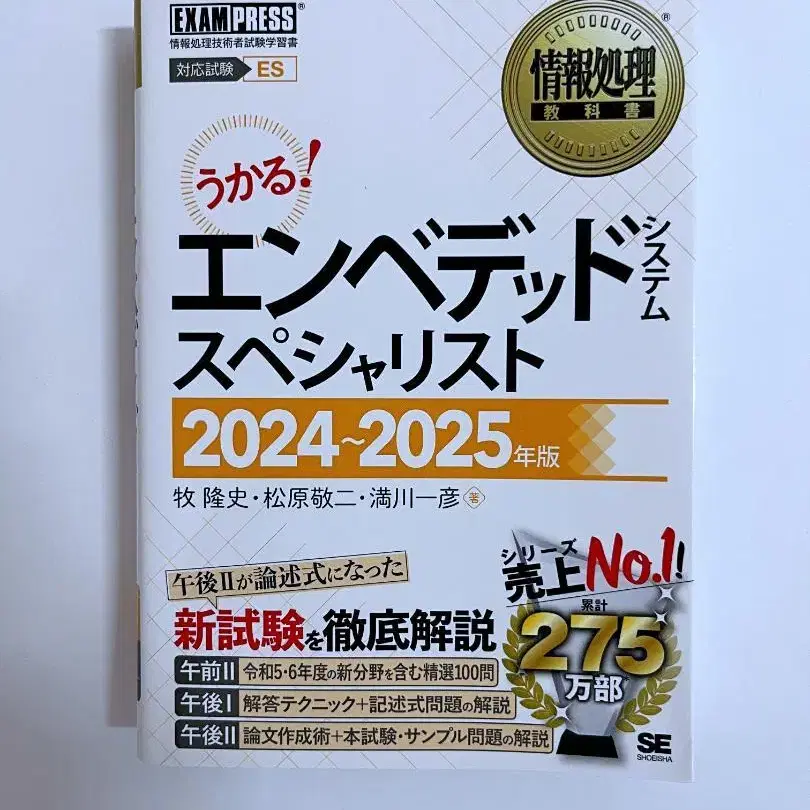 EXAMPRESS®
情報処理技術者試験学習書
対応試験 ES
情報処理®
教科書
うかる!
エンベデッドシステム
スペシャリスト
2024~2025年版
牧 隆史・松原敬二・満川一彦 著
午後Ⅱが論述式になった
新試験を徹底解説
午前Ⅱ 令和5・6年度の新分野を含む精選100問
午後Ⅰ 解答テクニック+記述式問題の解説
午後Ⅱ 論文作成術+本試験・サンプル問題の解説
シリーズ
売上No.1!
累計
275
万部
SE
SHOEISHA